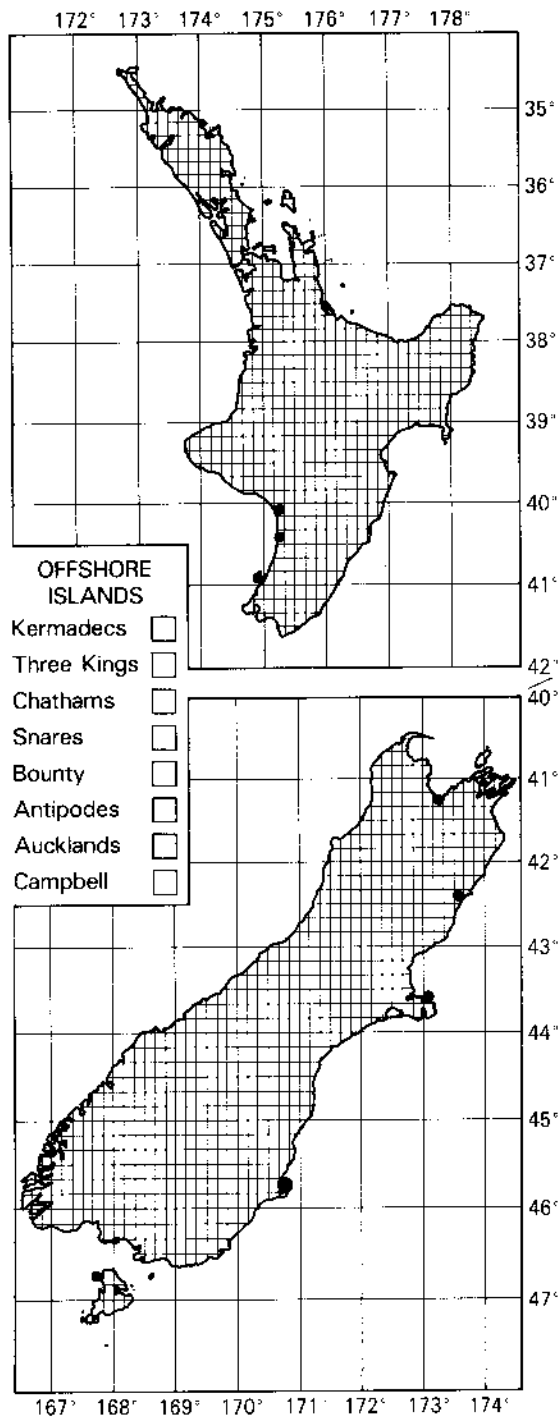 172° 173° 174° 175° 176° 177° 178°
35°
36°
37°
38°
39°
40°
41°
42°
OFFSHORE
ISLANDS
Kermadecs
Three Kings
Chathams
Snares
Bounty
Antipodes
Aucklands
Campbell
40°
41°
42°
43°
44°
45°
46°
47°
167° 168° 169° 170° 171° 172° 173° 174°